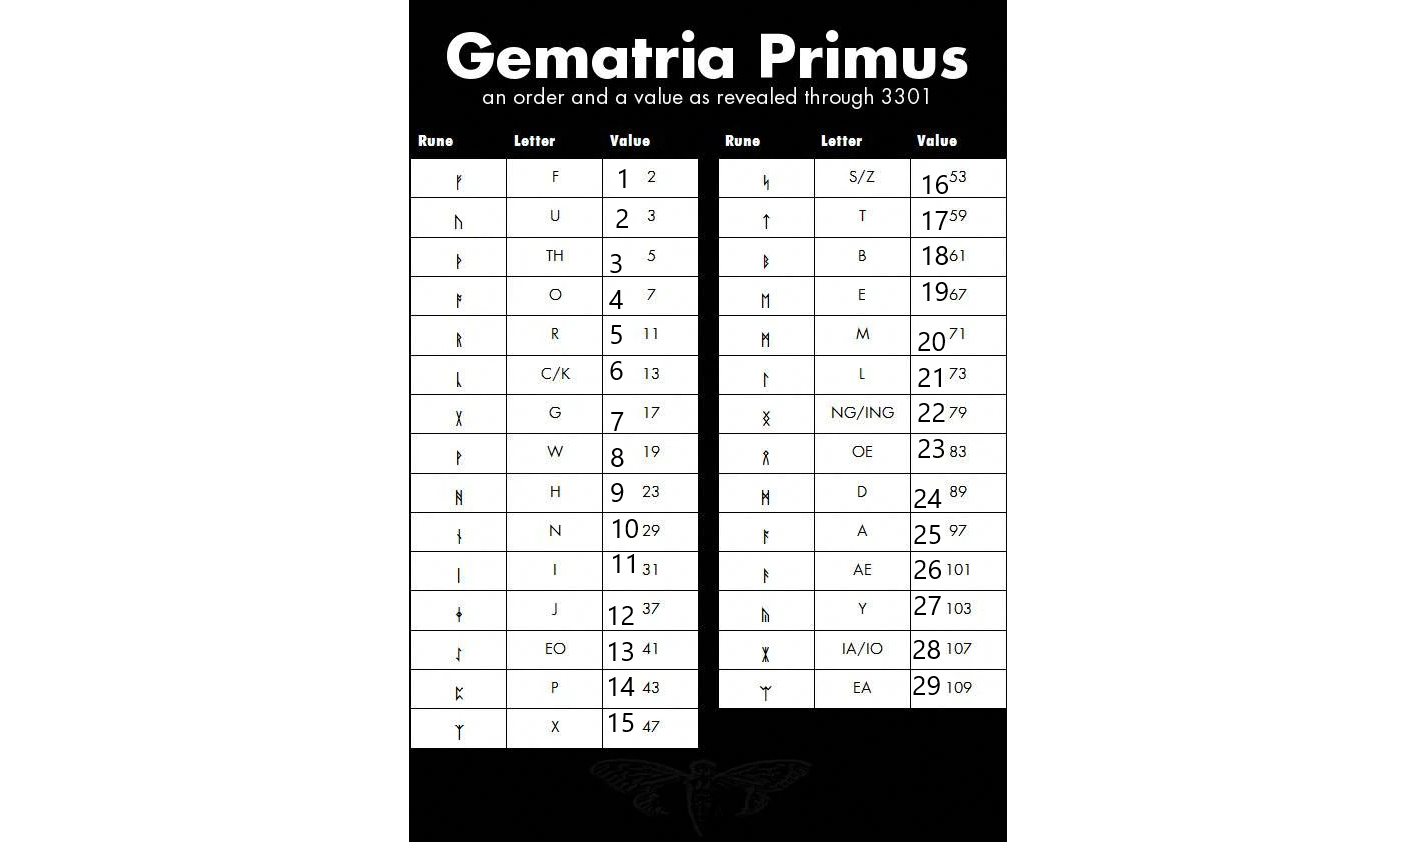 Gematria Primus
an order and a value as revealed through 3301
Rune Letter Value Rune Letter Value
ᚠ F 1 2 ᛋ S/Z 16 53
ᚢ U 2 3 ᛏ T 17 59
ᚦ TH 3 5 ᛒ B 18 61
ᚩ O 4 7 ᛖ E 19 67
ᚱ R 5 11 ᛗ M 20 71
ᚳ C/K 6 13 ᛚ L 21 73
ᚷ G 7 17 ᛝ NG/ING 22 79
ᚹ W 8 19 ᛟ OE 23 83
ᚻ H 9 23 ᛞ D 24 89
ᚾ N 10 29 ᚪ A 25 97
ᛁ I 11 31 ᚫ AE 26 101
ᛄ J 12 37 ᚣ Y 27 103
ᛇ EO 13 41 ᛡ IA/IO 28 107
ᛈ P 14 43 ᛠ EA 29 109
ᛉ X 15 47